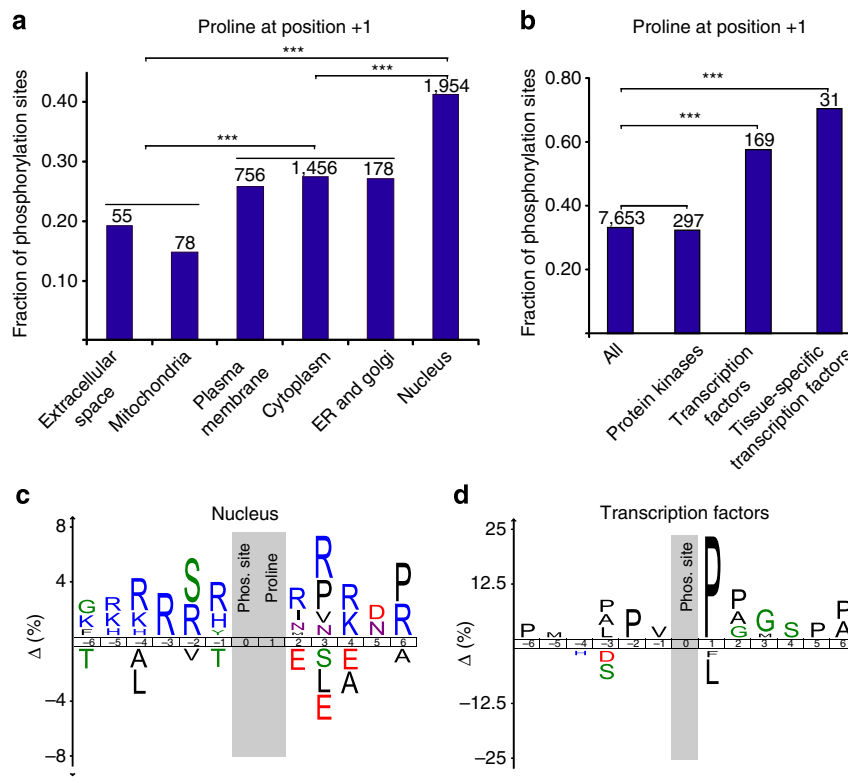 a
Proline at position +1
***
***
***
Fraction of phosphorylation sites
0.40
0.30
0.20
0.10
55
78
756
1,456
178
1,954
Extracellular
space
Mitochondria
Plasma
membrane
Cytoplasm
ER and golgi
Nucleus
b
Proline at position +1
***
***
Fraction of phosphorylation sites
0.80
0.60
0.40
0.20
7,653
297
169
31
All
Protein kinases
Transcription
factors
Tissue-specific
transcription factors
c
Nucleus
Δ (%)
8
4
−4
−8
Phos. site
Proline
G R R R S R R R R D P
K K K R H I P K N R
F H H Y N V
N
-6 -5 -4 -3 -2 -1 0 1 2 3 4 5 6
T A V T E S E A
L L A
E
d
Transcription factors
Δ (%)
25
12.5
−12.5
−25
Phos. site
P M P P V P P G S P P
A A M A
L G
-6 -5 -4 -3 -2 -1 0 1 2 3 4 5 6
H D F
S L